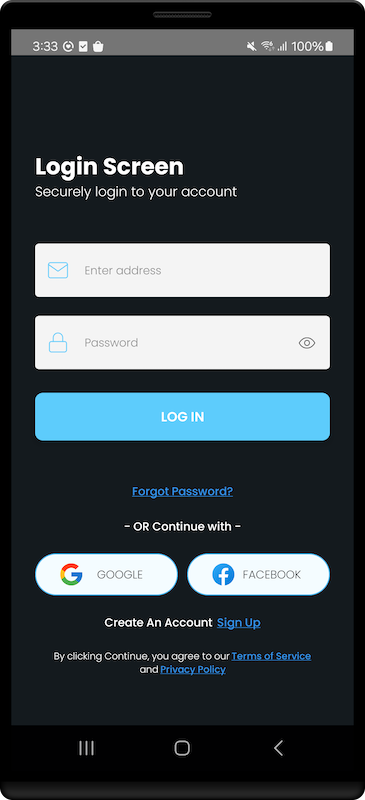 3:33 100%
Login Screen
Securely login to your account
Enter address
Password
LOG IN
Forgot Password?
- OR Continue with -
GOOGLE FACEBOOK
Create An Account Sign Up
By clicking Continue, you agree to our Terms of Service
and Privacy Policy